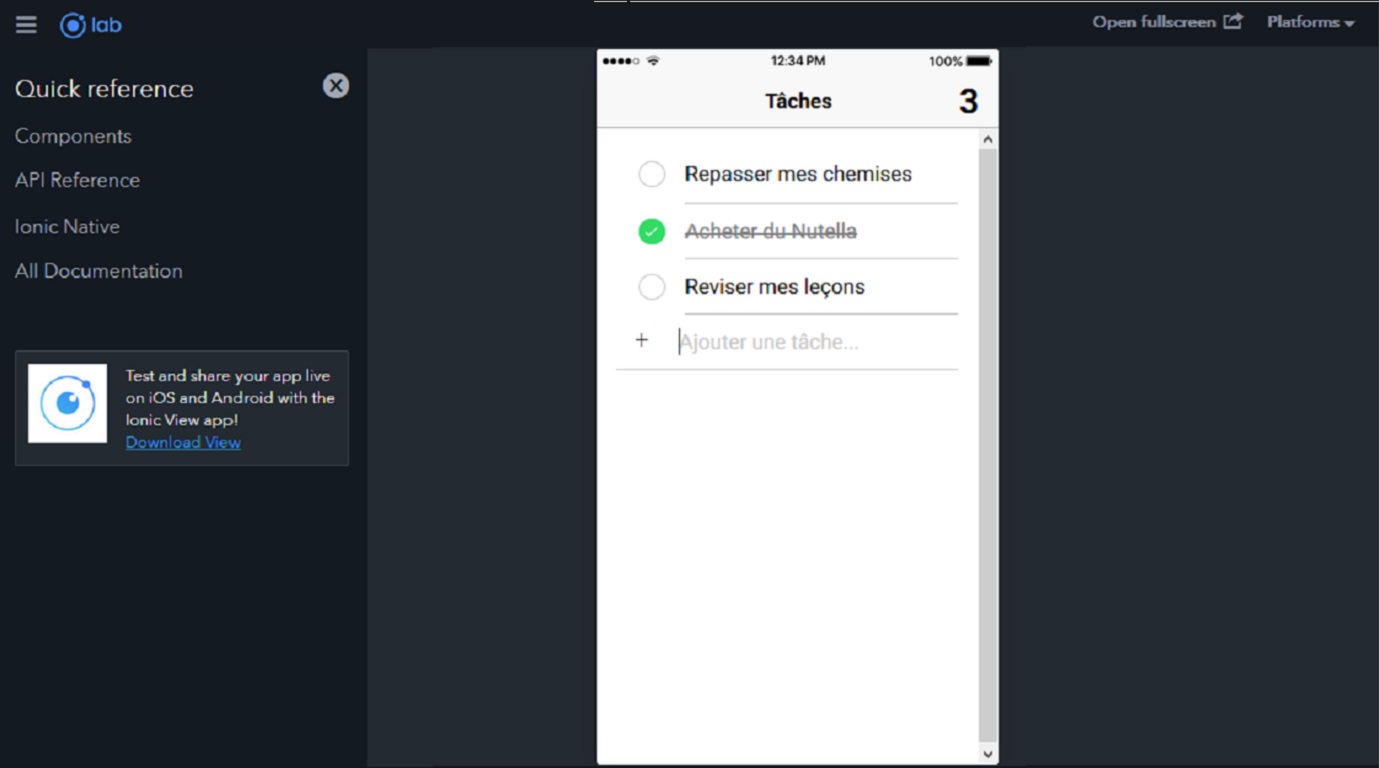 lab
Open fullscreen
Platforms
Quick reference
Components
API Reference
Ionic Native
All Documentation
Test and share your app live
on iOS and Android with the
Ionic View app!
Download View
12:34 PM
100%
Tâches
3
Repasser mes chemises
Acheter du Nutella
Reviser mes leçons
+ Ajouter une tâche...